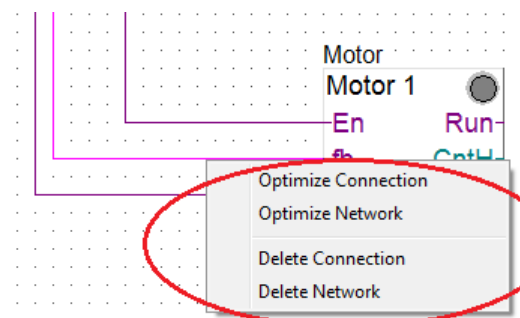 Motor
Motor 1
En Run
fb CntH
Optimize Connection
Optimize Network
Delete Connection
Delete Network